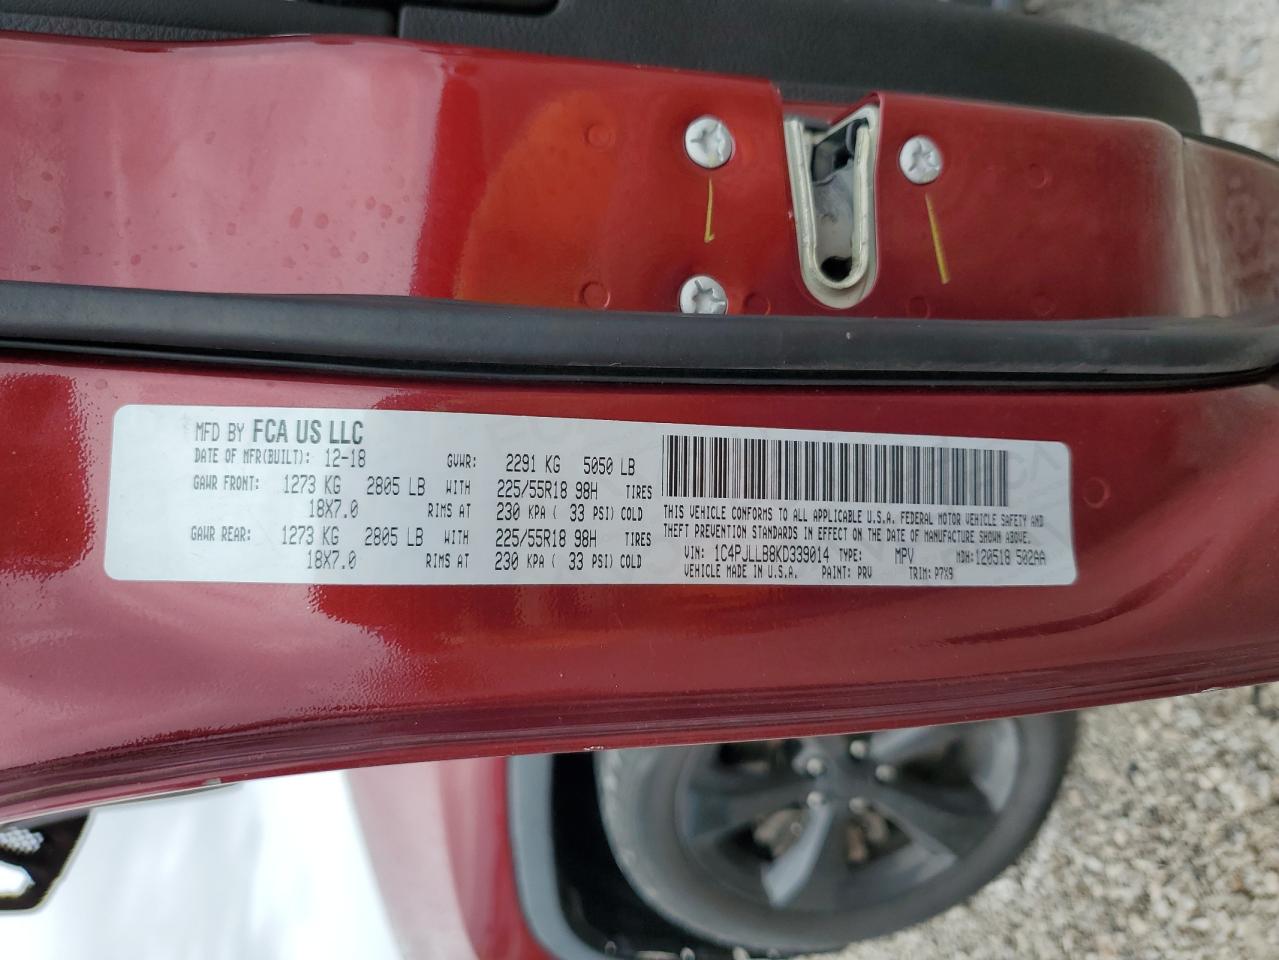 MFD BY FCA US LLC
DATE OF MFR(BUILT): 12-18 GVWR: 2291 KG 5050 LB
GAWR FRONT: 1273 KG 2805 LB WITH 225/55R18 98H TIRES
18X7.0 RIMS AT 230 KPA ( 33 PSI) COLD
GAWR REAR: 1273 KG 2805 LB WITH 225/55R18 98H TIRES
18X7.0 RIMS AT 230 KPA ( 33 PSI) COLD
THIS VEHICLE CONFORMS TO ALL APPLICABLE U.S.A. FEDERAL MOTOR VEHICLE SAFETY AND
THEFT PREVENTION STANDARDS IN EFFECT ON THE DATE OF MANUFACTURE SHOWN ABOVE.
VIN: 1C4PJLLB8KD339014 TYPE: MPV MDH: 120518 502AA
VEHICLE MADE IN U.S.A. PAINT: PRV TRIM: P7X9